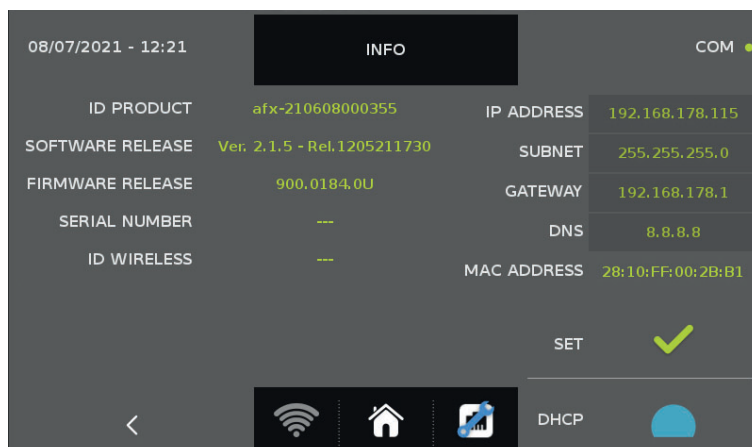 08/07/2021 - 12:21
INFO
COM
ID PRODUCT afx-210608000355
SOFTWARE RELEASE Ver. 2.1.5 - Rel.1205211730
FIRMWARE RELEASE 900.0184.0U
SERIAL NUMBER ---
ID WIRELESS ---
IP ADDRESS 192.168.178.115
SUBNET 255.255.255.0
GATEWAY 192.168.178.1
DNS 8.8.8.8
MAC ADDRESS 28:10:FF:00:2B:B1
SET
DHCP